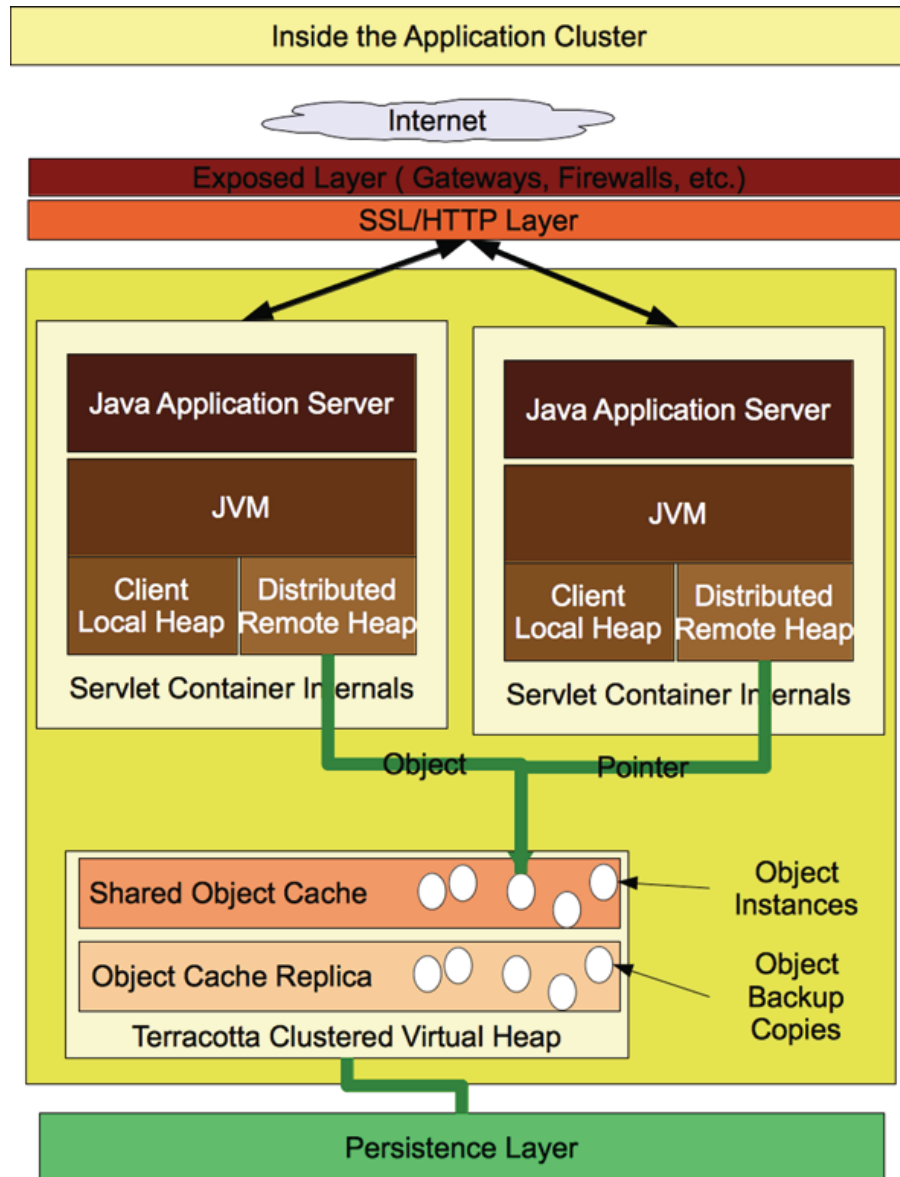 Inside the Application Cluster
Internet
Exposed Layer ( Gateways, Firewalls, etc.)
SSL/HTTP Layer
Java Application Server
JVM
Client
Local Heap
Distributed
Remote Heap
Servlet Container Internals
Java Application Server
JVM
Client
Local Heap
Distributed
Remote Heap
Servlet Container Internals
Object
Pointer
Shared Object Cache
Object
Instances
Object Cache Replica
Object
Backup
Copies
Terracotta Clustered Virtual Heap
Persistence Layer